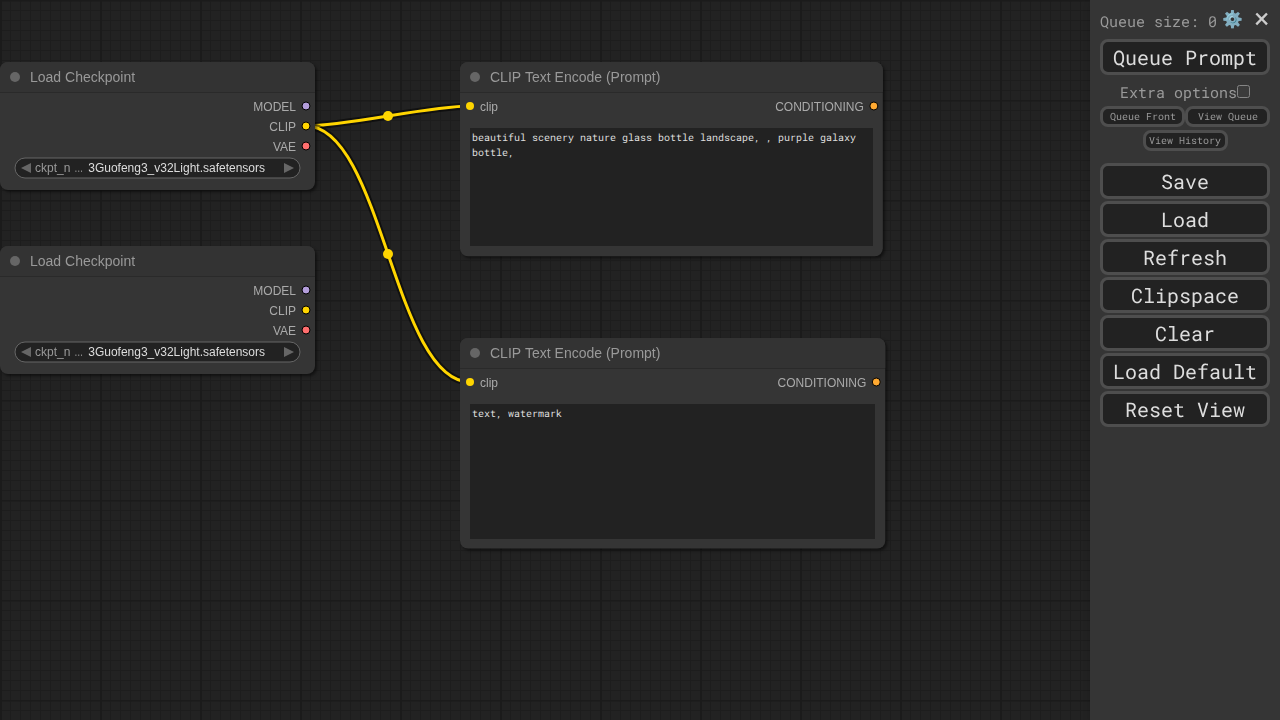 Load Checkpoint
MODEL
CLIP
VAE
ckpt_n ... 3Guofeng3_v32Light.safetensors
Load Checkpoint
MODEL
CLIP
VAE
ckpt_n ... 3Guofeng3_v32Light.safetensors
CLIP Text Encode (Prompt)
clip CONDITIONING
beautiful scenery nature glass bottle landscape, , purple galaxy
bottle,
CLIP Text Encode (Prompt)
clip CONDITIONING
text, watermark
Queue size: 0
Queue Prompt
Extra options
Queue Front View Queue
View History
Save
Load
Refresh
Clipspace
Clear
Load Default
Reset View